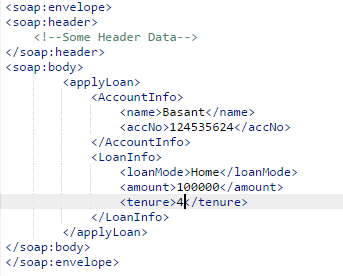 <soap:envelope>
<soap:header>
<!--Some Header Data-->
</soap:header>
<soap:body>
<applyLoan>
<AccountInfo>
<name>Basant</name>
<accNo>124535624</accNo>
</AccountInfo>
<LoanInfo>
<loanMode>Home</loanMode>
<amount>100000</amount>
<tenure>4</tenure>
</LoanInfo>
</applyLoan>
</soap:body>
</soap:envelope>